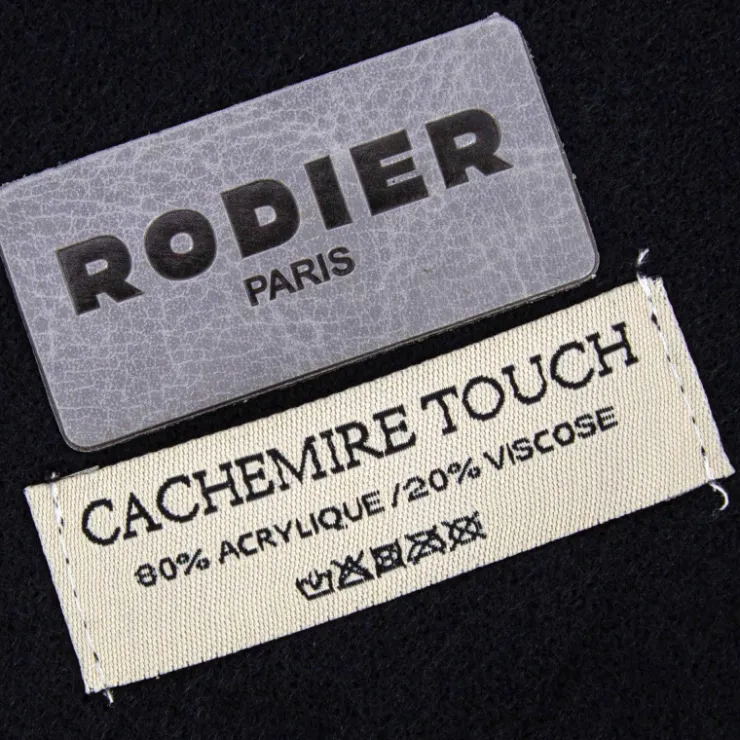 RODIER
PARIS
CACHEMIRE TOUCH
80% ACRYLIQUE / 20% VISCOSE